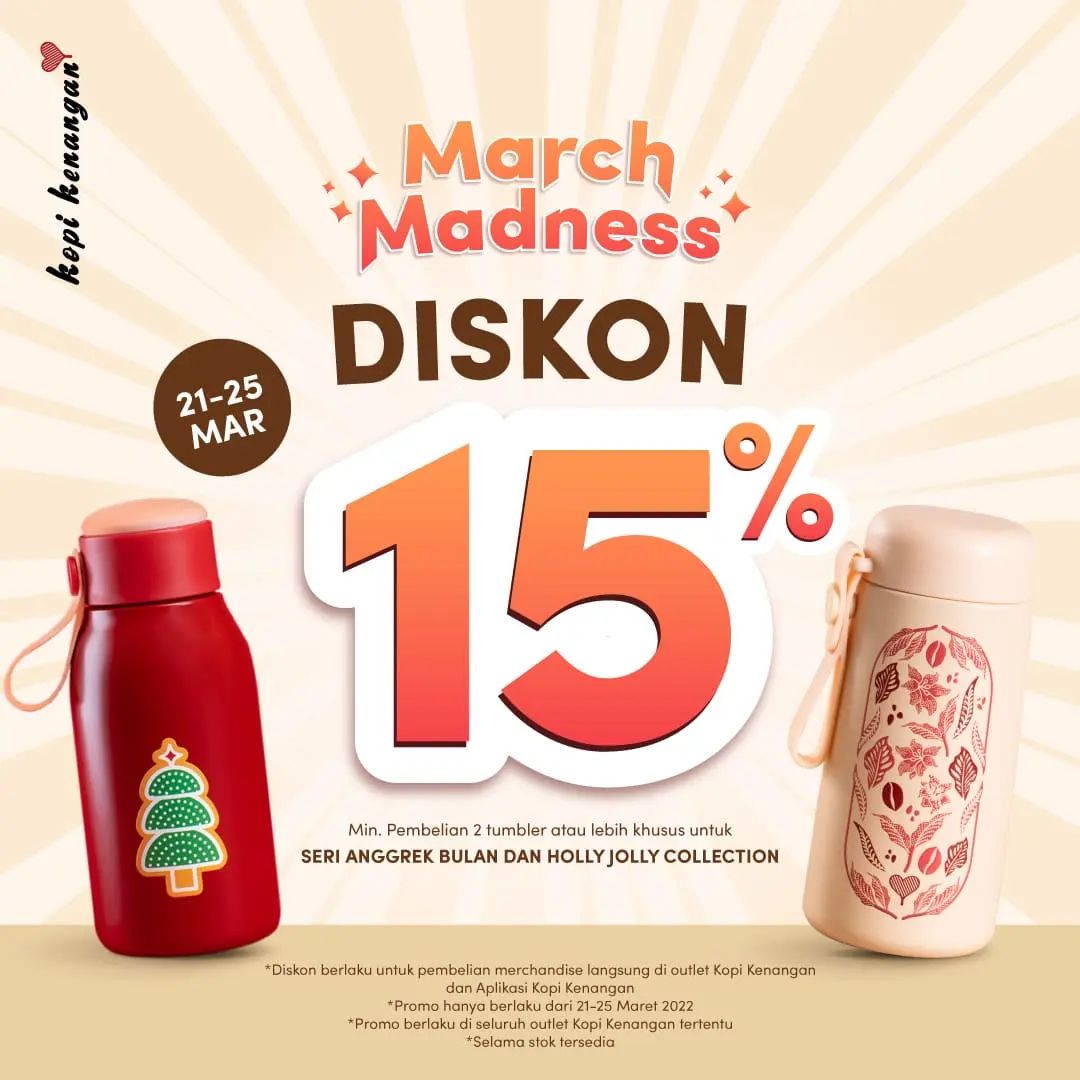 kopi kenangan
March
Madness
DISKON
21-25
MAR
15%
Min. Pembelian 2 tumbler atau lebih khusus untuk
SERI ANGGREK BULAN DAN HOLLY JOLLY COLLECTION
*Diskon berlaku untuk pembelian merchandise langsung di outlet Kopi Kenangan
dan Aplikasi Kopi Kenangan
*Promo hanya berlaku dari 21-25 Maret 2022
*Promo berlaku di seluruh outlet Kopi Kenangan tertentu
*Selama stok tersedia